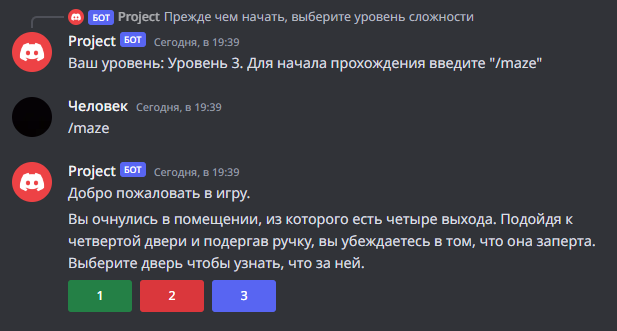 БОТ Project Прежде чем начать, выберите уровень сложности
Project БОТ Сегодня, в 19:39
Ваш уровень: Уровень 3. Для начала прохождения введите "/maze"
Человек Сегодня, в 19:39
/maze
Project БОТ Сегодня, в 19:39
Добро пожаловать в игру.
Вы очнулись в помещении, из которого есть четыре выхода. Подойдя к
четвертой двери и подергав ручку, вы убеждаетесь в том, что она заперта.
Выберите дверь чтобы узнать, что за ней.
1 2 3